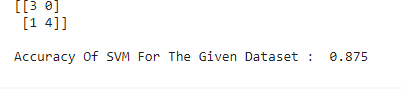 [[3 0]
 [1 4]]
Accuracy Of SVM For The Given Dataset :  0.875